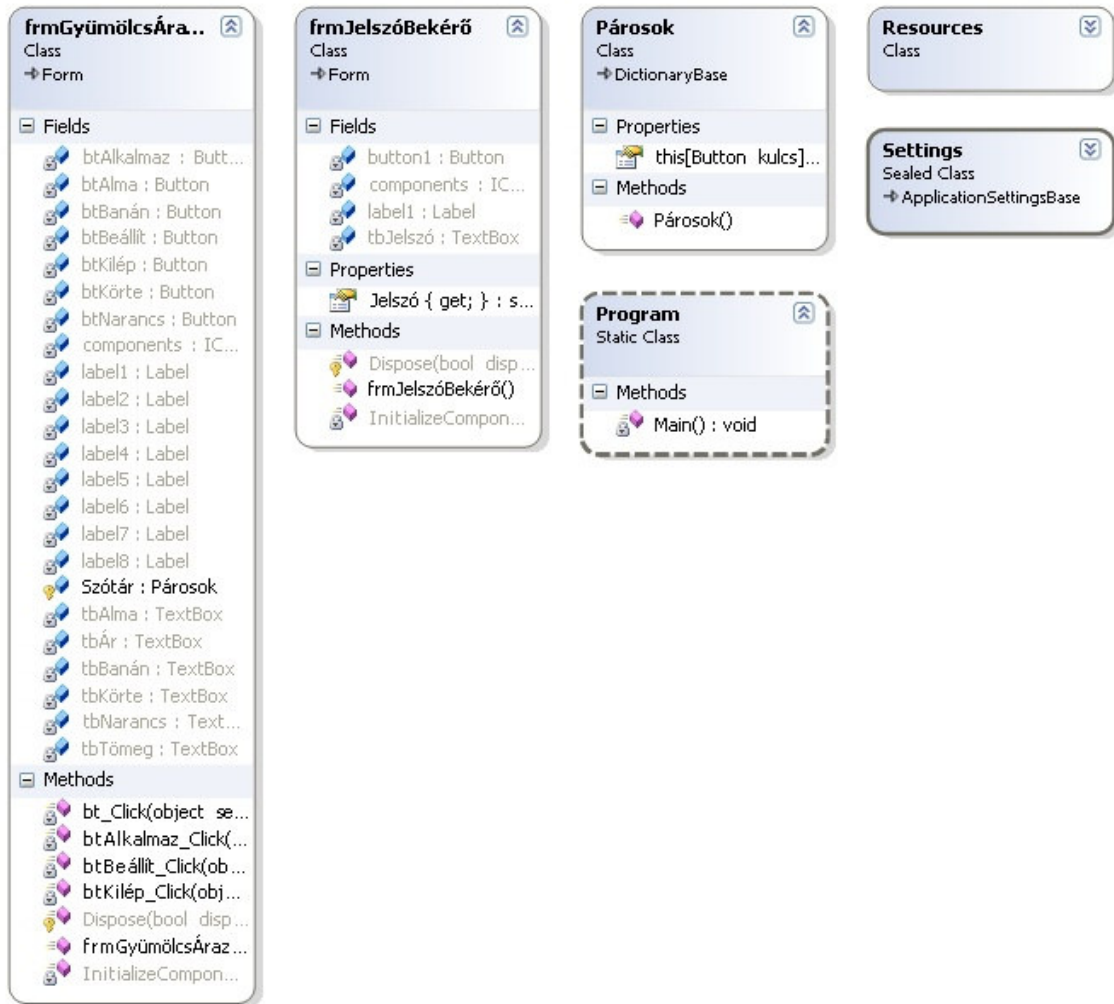 frmGyümölcsÁra...
Class
Form
Fields
btAlkalmaz : Butt...
btAlma : Button
btBanán : Button
btBeállít : Button
btKilép : Button
btKörte : Button
btNarancs : Button
components : IC...
label1 : Label
label2 : Label
label3 : Label
label4 : Label
label5 : Label
label6 : Label
label7 : Label
label8 : Label
Szótár : Párosok
tbAlma : TextBox
tbÁr : TextBox
tbBanán : TextBox
tbKörte : TextBox
tbNarancs : Text...
tbTömeg : TextBox
Methods
bt_Click(object se...
btAlkalmaz_Click(...
btBeállít_Click(ob...
btKilép_Click(obj...
Dispose(bool disp...
frmGyümölcsÁraz...
InitializeCompon...
frmJelszóBekérő
Class
Form
Fields
button1 : Button
components : IC...
label1 : Label
tbJelszó : TextBox
Properties
Jelszó { get; } : s...
Methods
Dispose(bool disp...
frmJelszóBekérő()
InitializeCompon...
Párosok
Class
DictionaryBase
Properties
this[Button kulcs]...
Methods
Párosok()
Program
Static Class
Methods
Main() : void
Resources
Class
Settings
Sealed Class
ApplicationSettingsBase